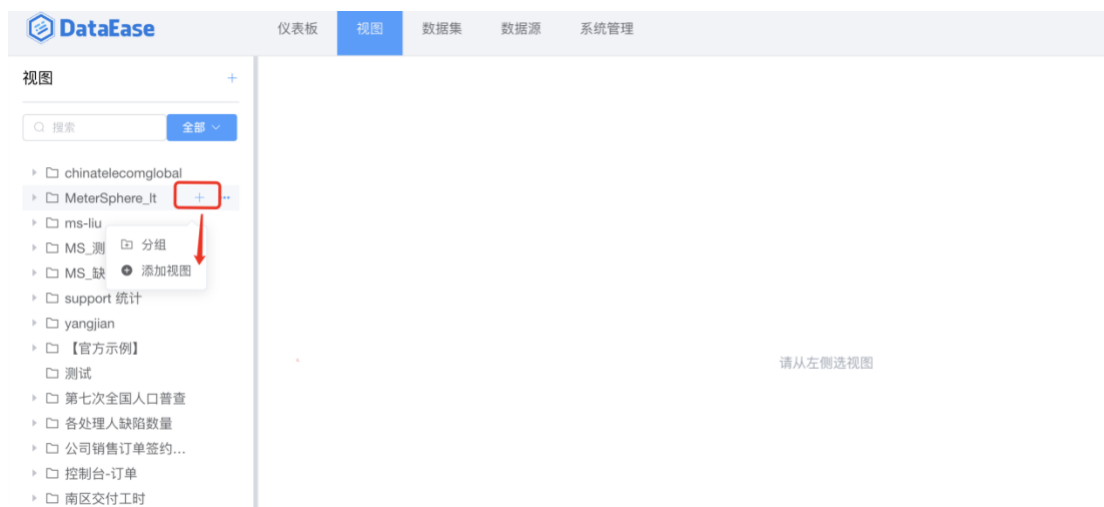 DataEase 仪表板 视图 数据集 数据源 系统管理
视图 +
搜索 全部
chinatelecomglobal
MeterSphere_lt + ··
ms-liu
分组
MS_测
添加视图
MS_缺
support 统计
yangjian
【官方示例】
请从左侧选视图
测试
第七次全国人口普查
各处理人缺陷数量
公司销售订单签约...
控制台-订单
南区交付工时